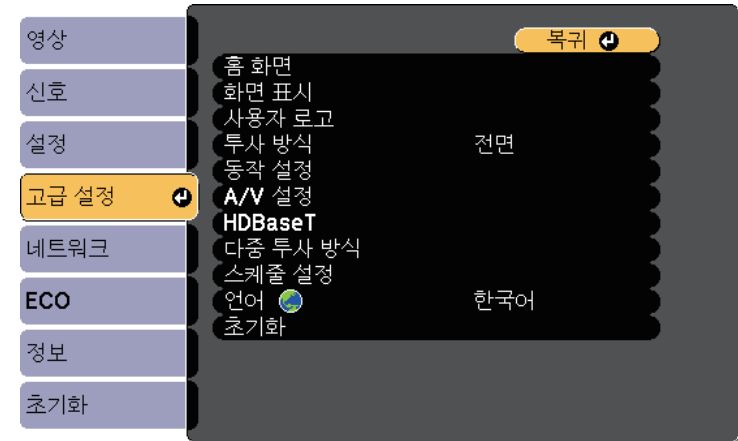 영상
신호
설정
고급 설정
네트워크
ECO
정보
초기화
복귀
홈 화면
화면 표시
사용자 로고
투사 방식 전면
동작 설정
A/V 설정
HDBaseT
다중 투사 방식
스케줄 설정
언어 한국어
초기화